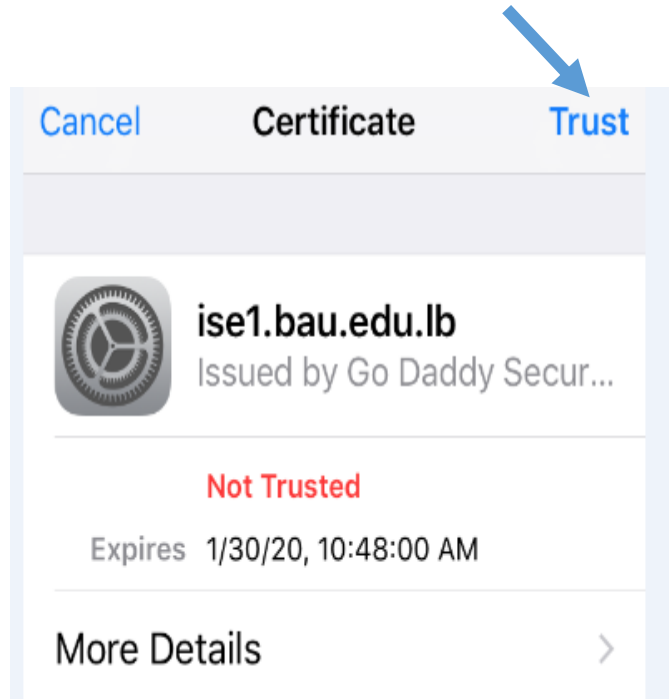 Cancel Certificate Trust
ise1.bau.edu.lb
Issued by Go Daddy Secur...
Not Trusted
Expires 1/30/20, 10:48:00 AM
More Details